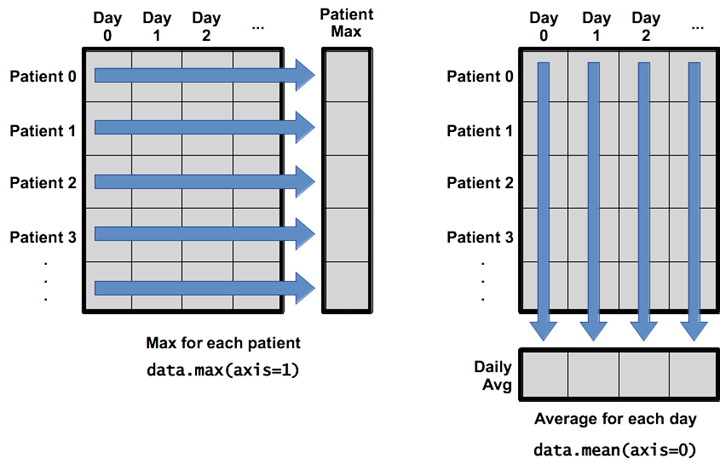 Day Day Day ...
0 1 2
Patient
Max
Patient 0
Patient 1
Patient 2
Patient 3
.
.
.
Max for each patient
data.max(axis=1)
Day Day Day ...
0 1 2
Patient 0
Patient 1
Patient 2
Patient 3
.
.
.
Daily
Avg
Average for each day
data.mean(axis=0)